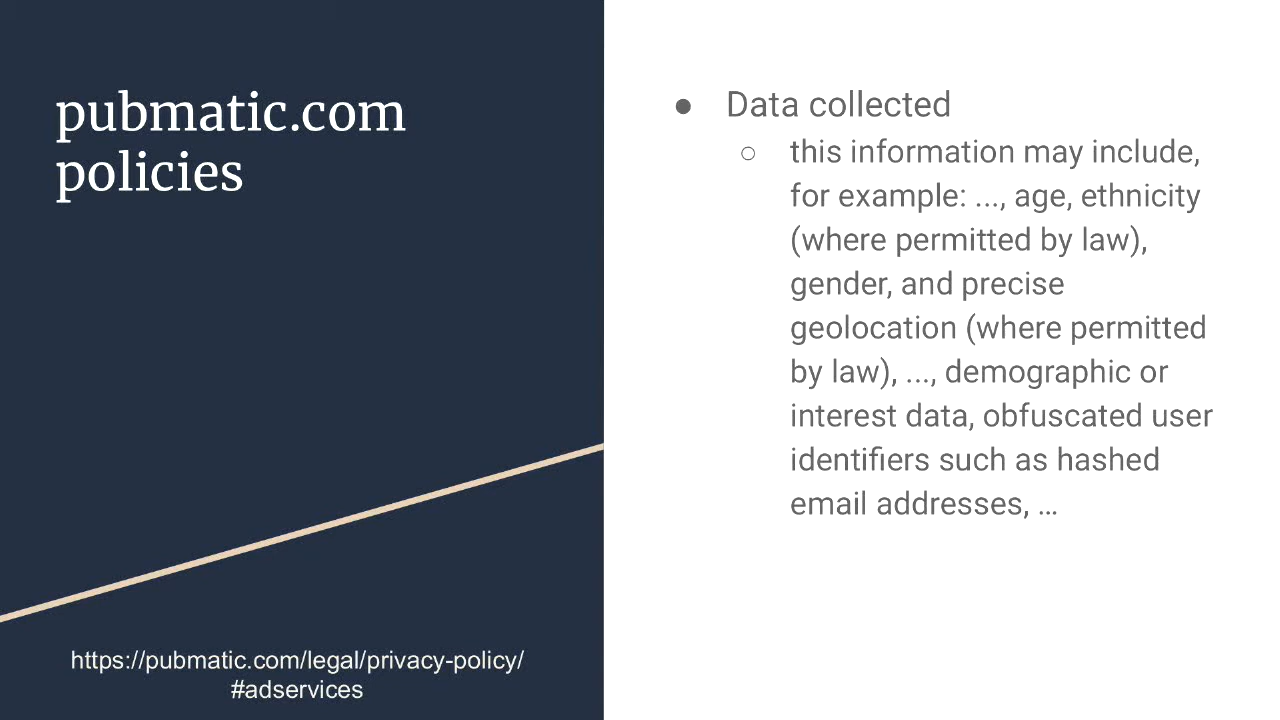 pubmatic.com
policies
● Data collected
○ this information may include,
for example: ..., age, ethnicity
(where permitted by law),
gender, and precise
geolocation (where permitted
by law), ..., demographic or
interest data, obfuscated user
identifiers such as hashed
email addresses, …
https://pubmatic.com/legal/privacy-policy/
#adservices